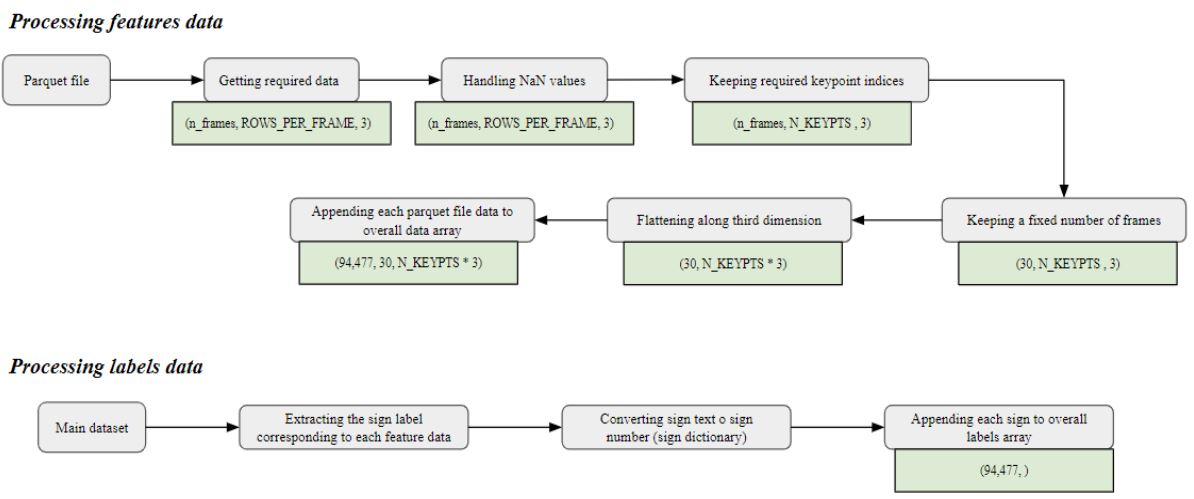 Processing features data
Parquet file
Getting required data
(n_frames, ROWS_PER_FRAME, 3)
Handling NaN values
(n_frames, ROWS_PER_FRAME, 3)
Keeping required keypoint indices
(n_frames, N_KEYPTS , 3)
Keeping a fixed number of frames
(30, N_KEYPTS , 3)
Flattening along third dimension
(30, N_KEYPTS * 3)
Appending each parquet file data to
overall data array
(94,477, 30, N_KEYPTS * 3)
Processing labels data
Main dataset
Extracting the sign label
corresponding to each feature data
Converting sign text o sign
number (sign dictionary)
Appending each sign to overall
labels array
(94,477, )